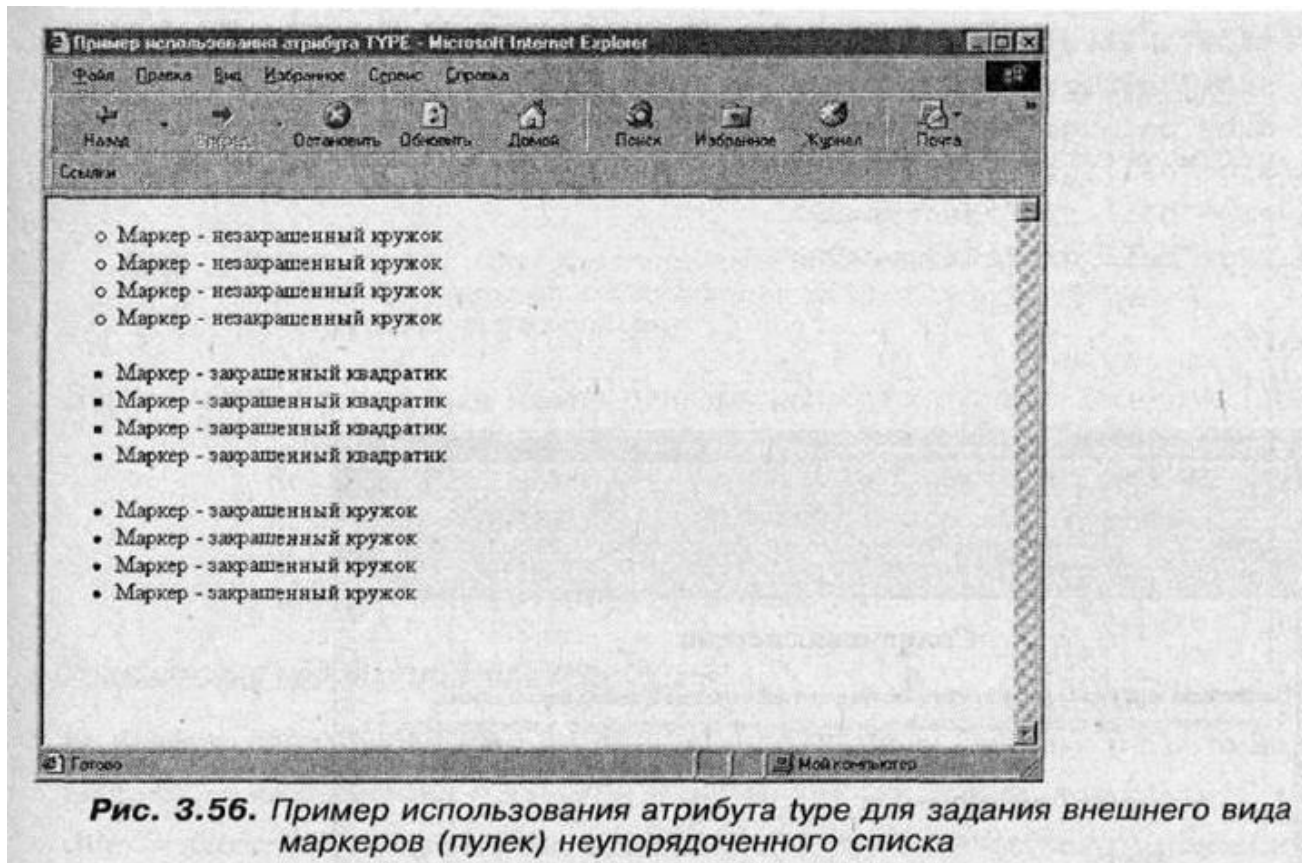 Пример использования атрибута TYPE - Microsoft Internet Explorer
Файл Правка Вид Избранное Сервис Справка
Назад Вперед Остановить Обновить Домой Поиск Избранное Журнал Почта
Ссылки
Маркер - незакрашенный кружок
Маркер - незакрашенный кружок
Маркер - незакрашенный кружок
Маркер - незакрашенный кружок
Маркер - закрашенный квадратик
Маркер - закрашенный квадратик
Маркер - закрашенный квадратик
Маркер - закрашенный квадратик
Маркер - закрашенный кружок
Маркер - закрашенный кружок
Маркер - закрашенный кружок
Маркер - закрашенный кружок
Готово Мой компьютер
Рис. 3.56. Пример использования атрибута type для задания внешнего вида
маркеров (пулек) неупорядоченного списка